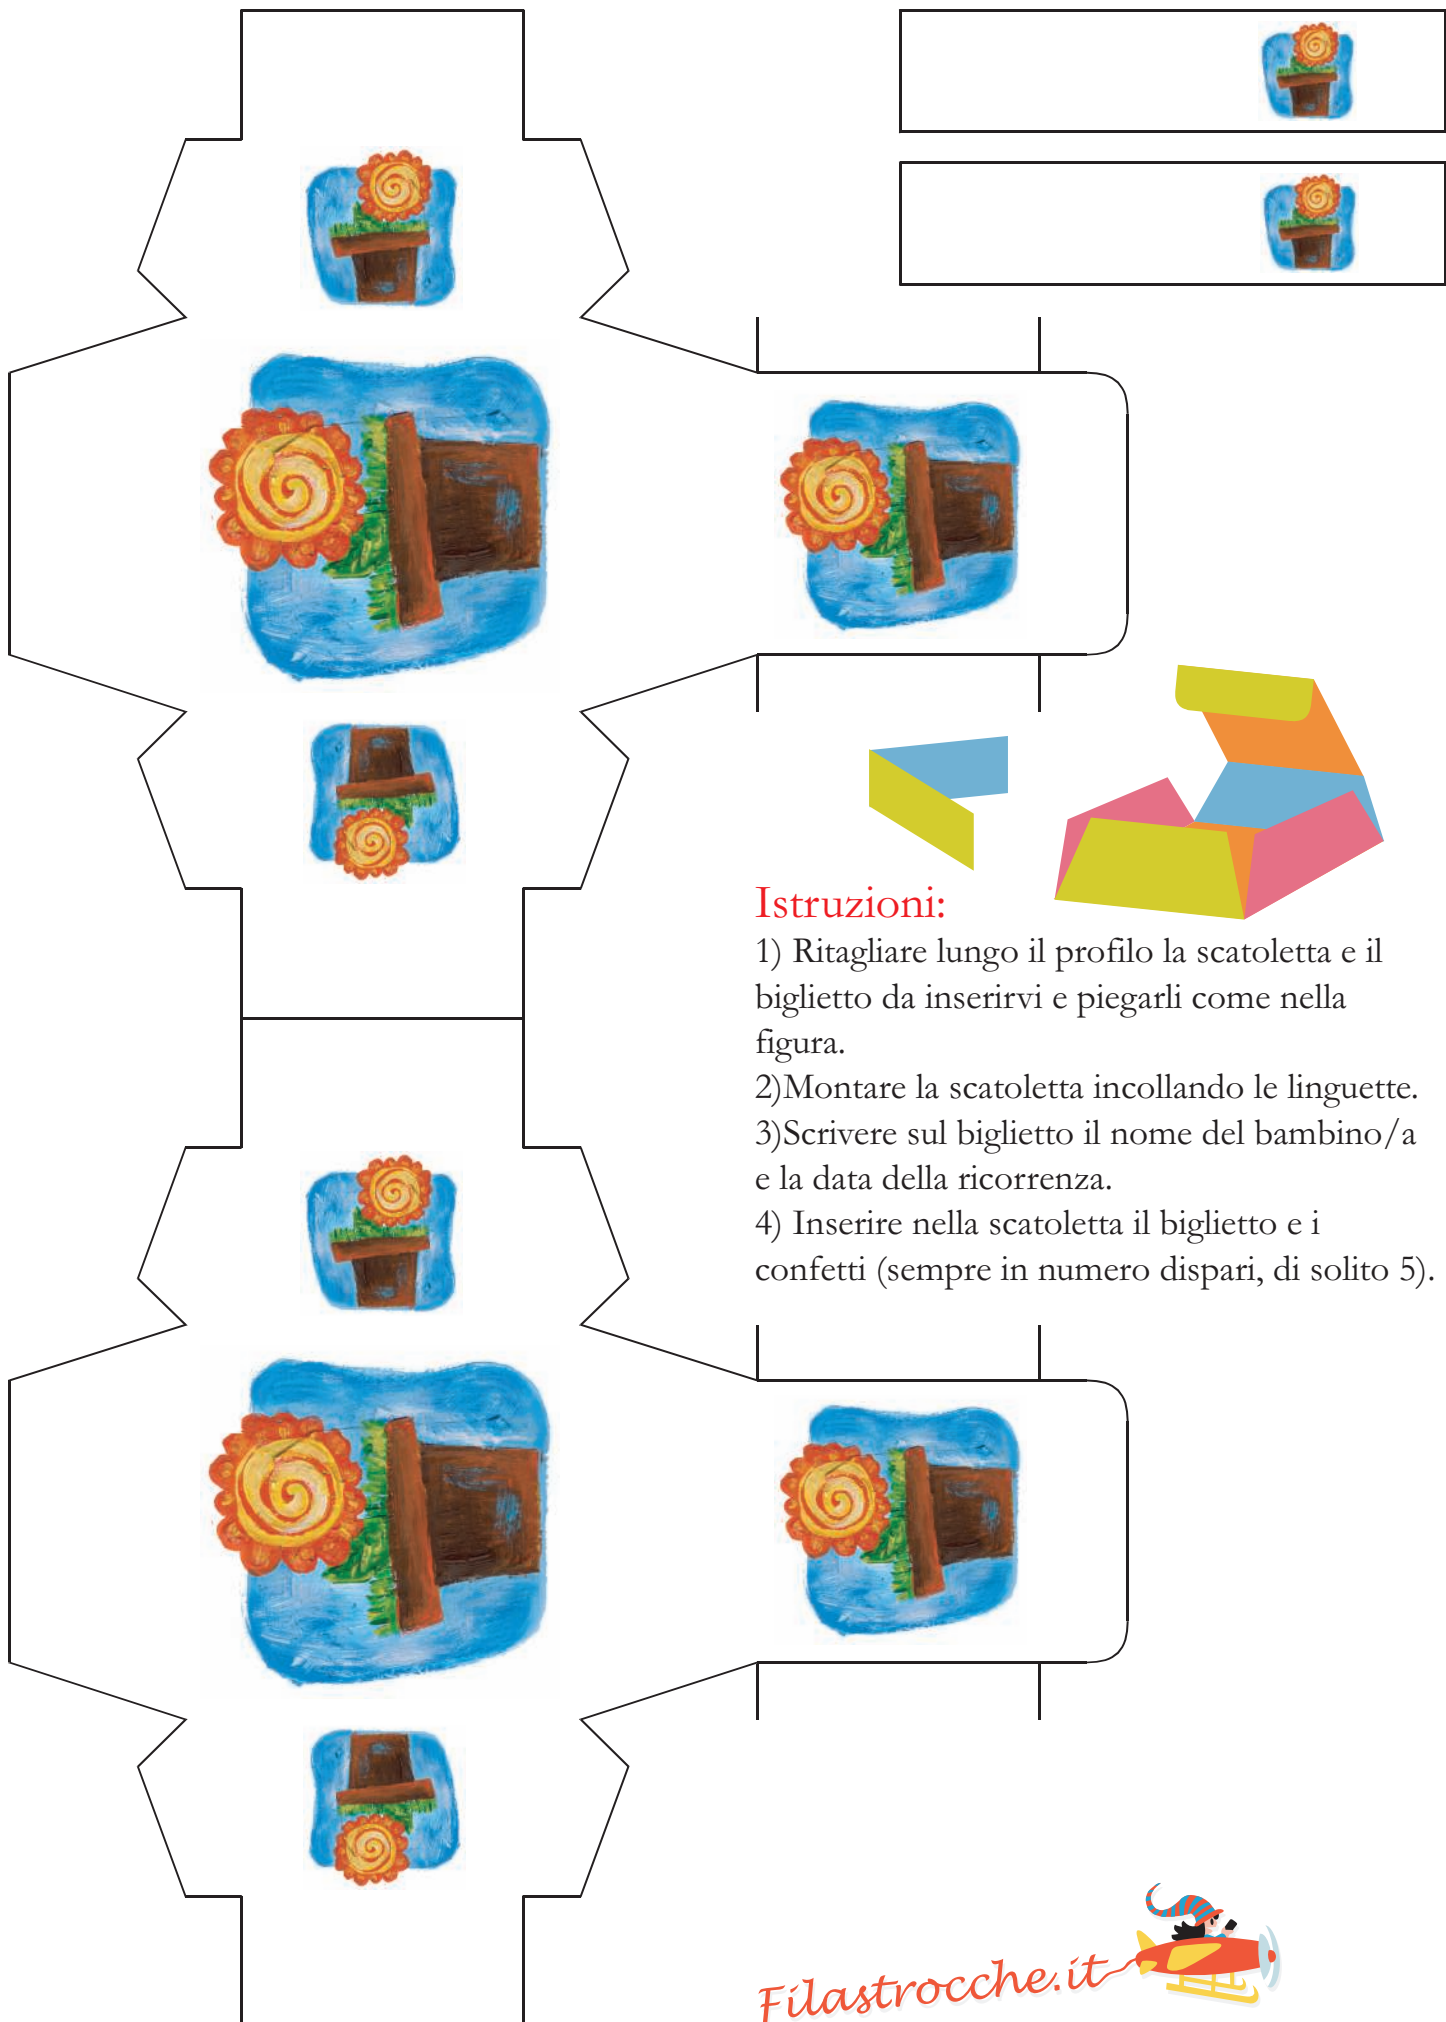 Istruzioni:
1) Ritagliare lungo il profilo la scatoletta e il
biglietto da inserirvi e piegarli come nella
figura.
2)Montare la scatoletta incollando le linguette.
3)Scrivere sul biglietto il nome del bambino/a
e la data della ricorrenza.
4) Inserire nella scatoletta il biglietto e i
confetti (sempre in numero dispari, di solito 5).
Filastrocche.it